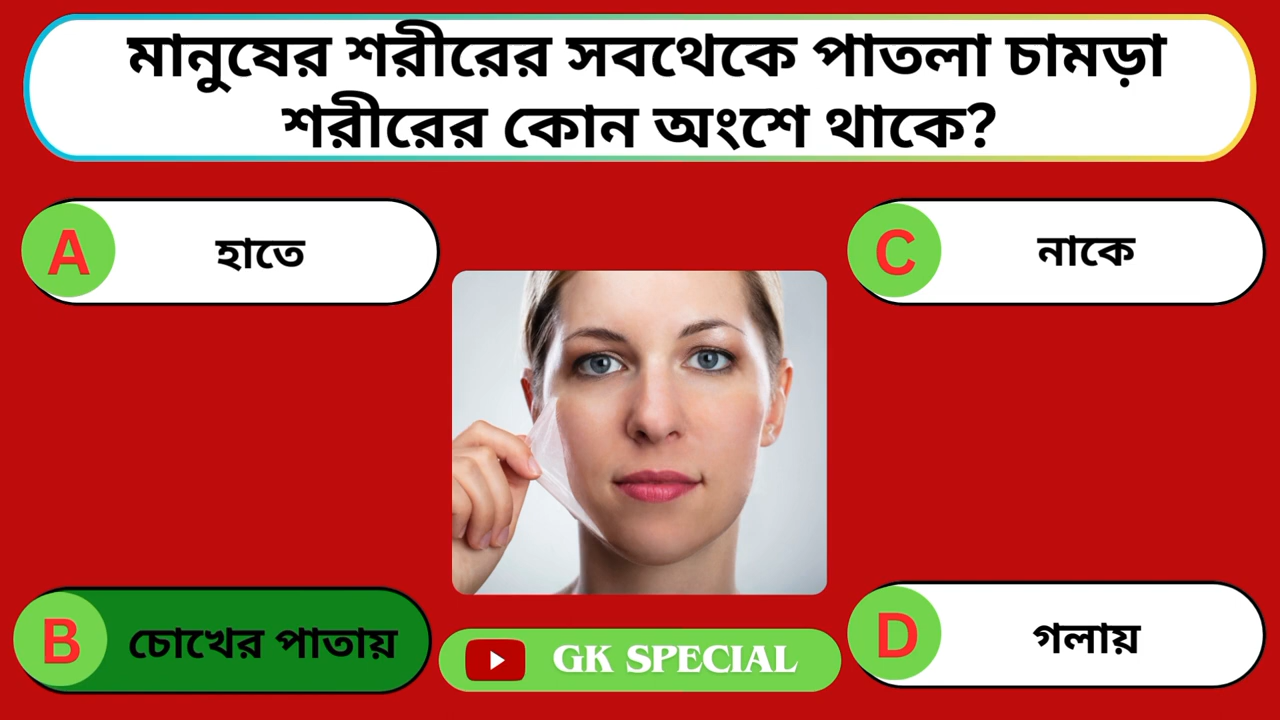 মানুষের শরীরের সবথেকে পাতলা চামড়া
শরীরের কোন অংশে থাকে?
A হাতে
B চোখের পাতায়
C নাকে
D গলায়
GK SPECIAL